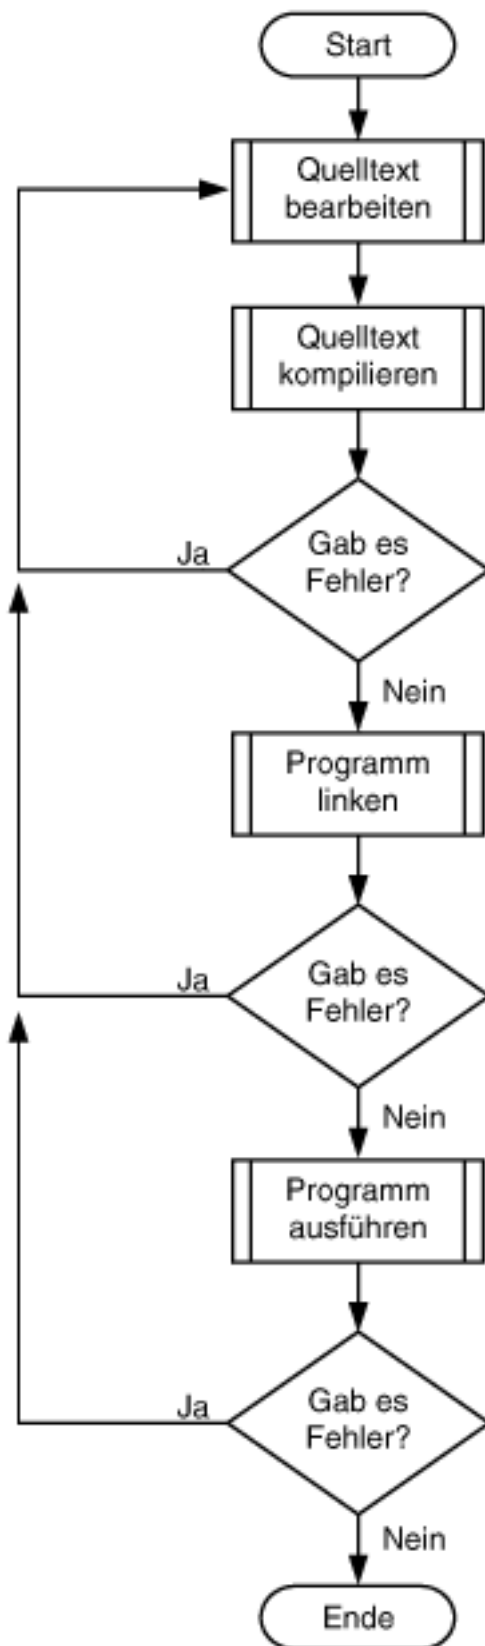 Start
Quelltext
bearbeiten
Quelltext
kompilieren
Gab es
Fehler?
Ja
Nein
Programm
linken
Gab es
Fehler?
Ja
Nein
Programm
ausführen
Gab es
Fehler?
Ja
Nein
Ende